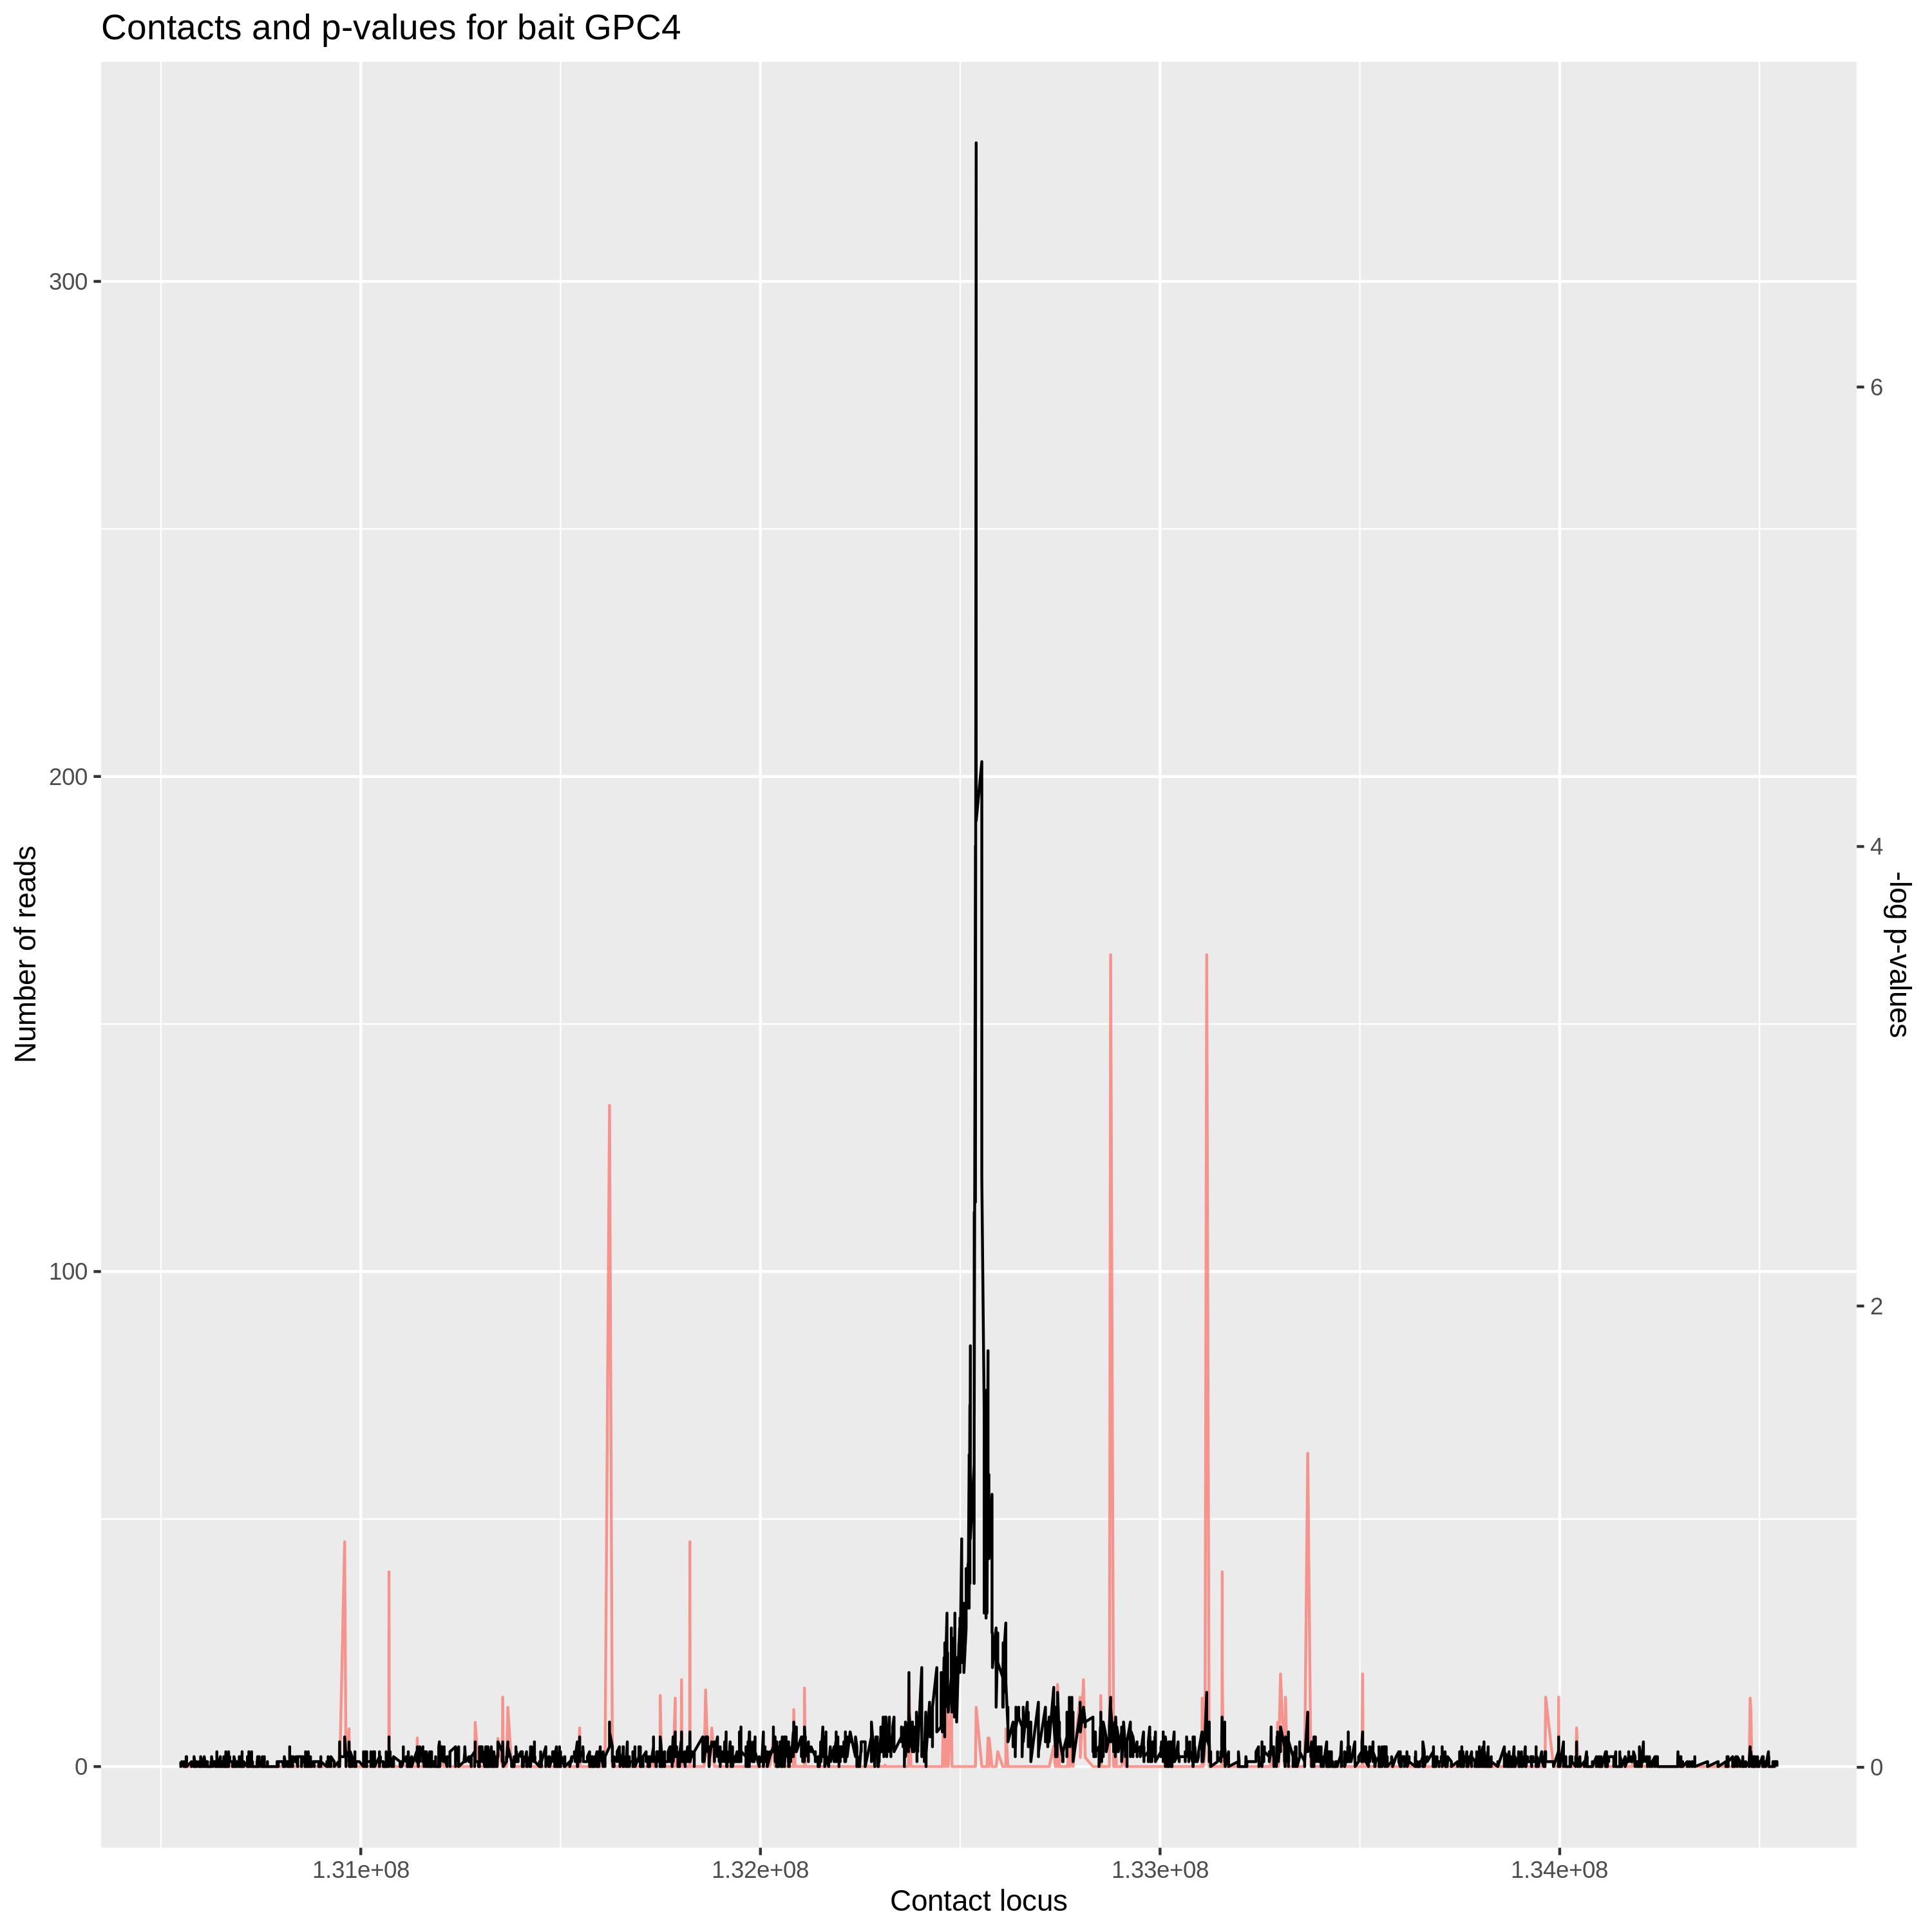 Contacts and p-values for bait GPC4
Number of reads
300
200
100
0
6
4
2
0
-log p-values
1.31e+08
1.32e+08
1.33e+08
1.34e+08
Contact locus